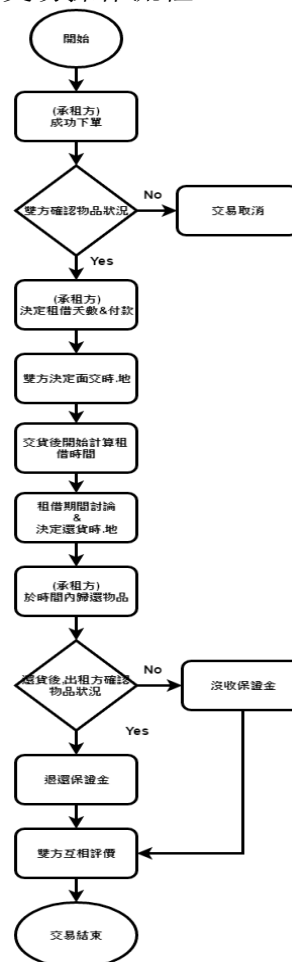 開始
(承租方)
成功下單
雙方確認物品狀況
No
交易取消
Yes
(承租方)
決定租借天數&付款
雙方決定面交時.地
交貨後開始計算租
借時間
租借期間討論
&
決定還貨時.地
(承租方)
於時間內歸還物品
還貨後,出租方確認
物品狀況
No
沒收保證金
Yes
退還保證金
雙方互相評價
交易結束